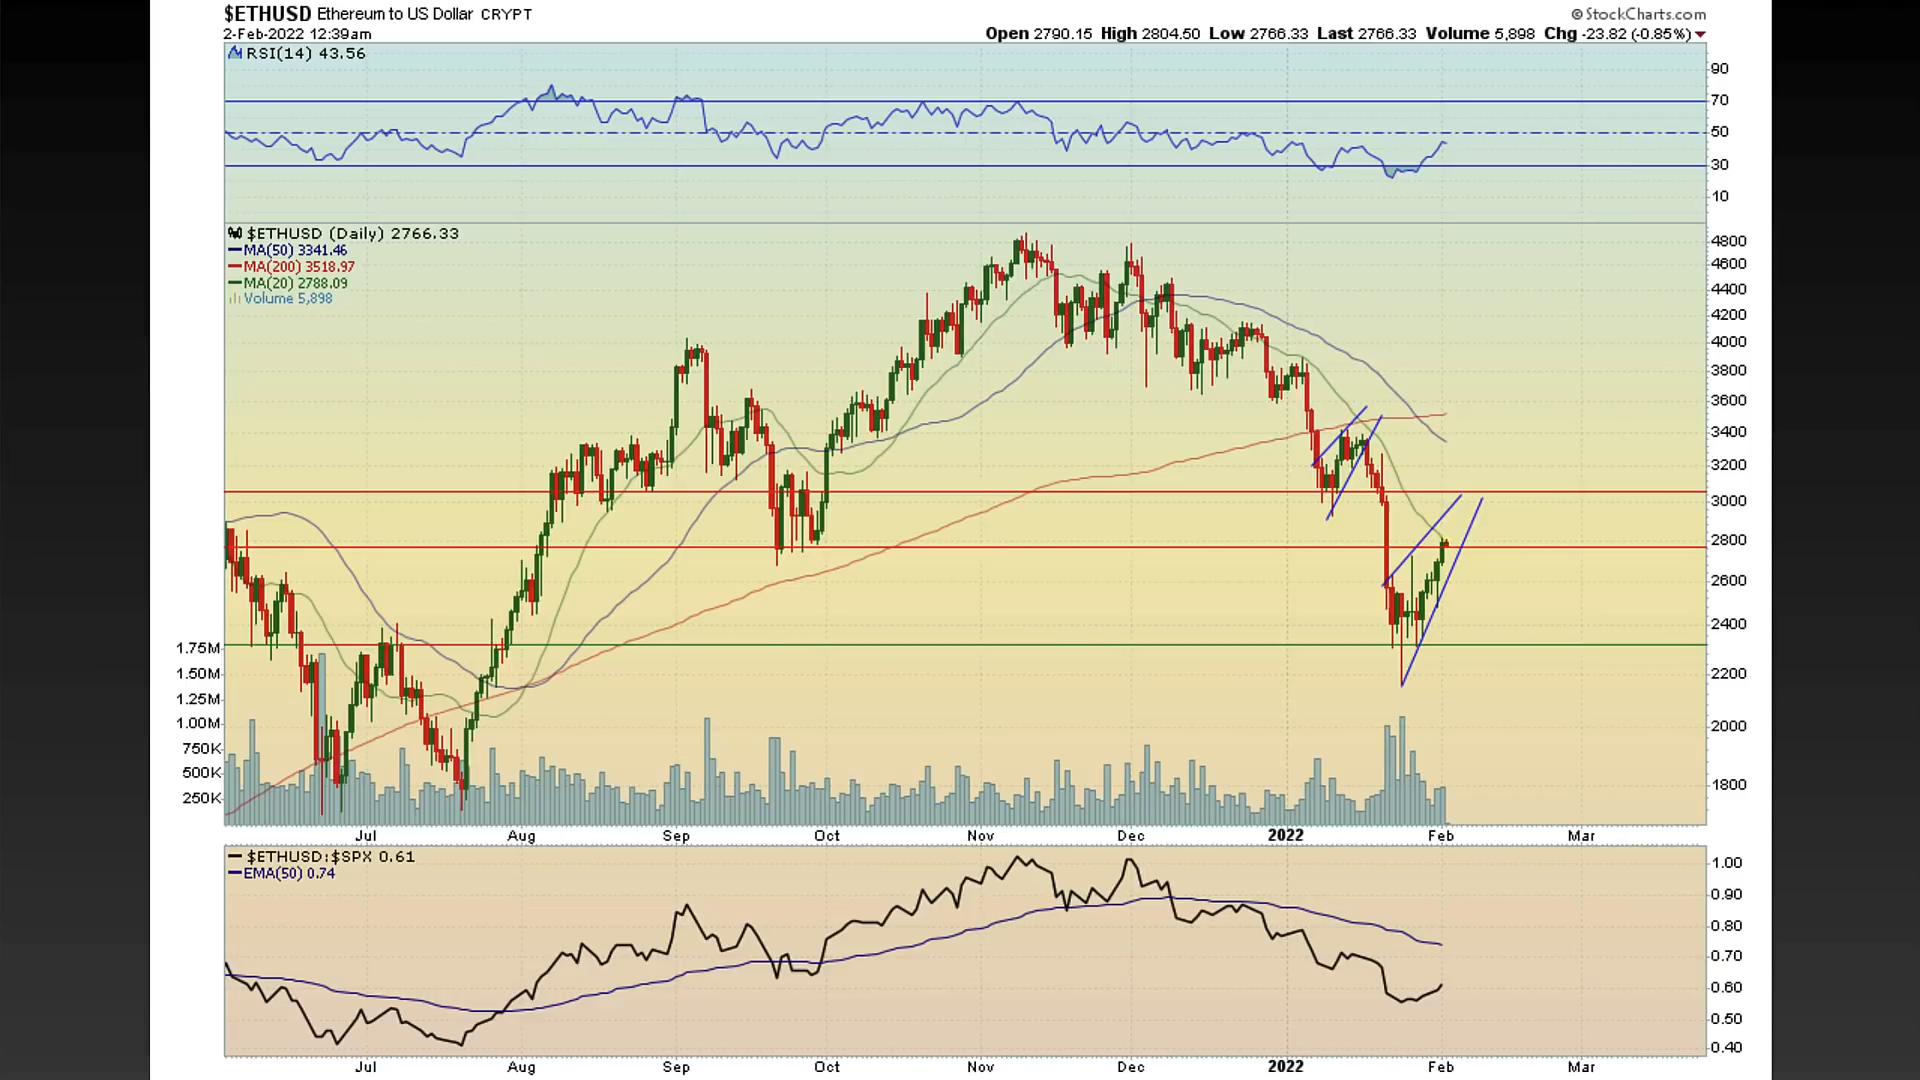 $ETHUSD Ethereum to US Dollar CRYPT
© StockCharts.com
2-Feb-2022 12:39am
Open 2790.15 High 2804.50 Low 2766.33 Last 2766.33 Volume 5,898 Chg -23.82 (-0.85%)
RSI(14) 43.56
90
70
50
30
10
$ETHUSD (Daily) 2766.33
MA(50) 3341.46
MA(200) 3518.97
MA(20) 2788.09
Volume 5,898
4800
4600
4400
4200
4000
3800
3600
3400
3200
3000
2800
2600
2400
2200
2000
1800
1.75M
1.50M
1.25M
1.00M
750K
500K
250K
Jul Aug Sep Oct Nov Dec 2022 Feb Mar
$ETHUSD:$SPX 0.61
EMA(50) 0.74
1.00
0.90
0.80
0.70
0.60
0.50
0.40
Jul Aug Sep Oct Nov Dec 2022 Feb Mar